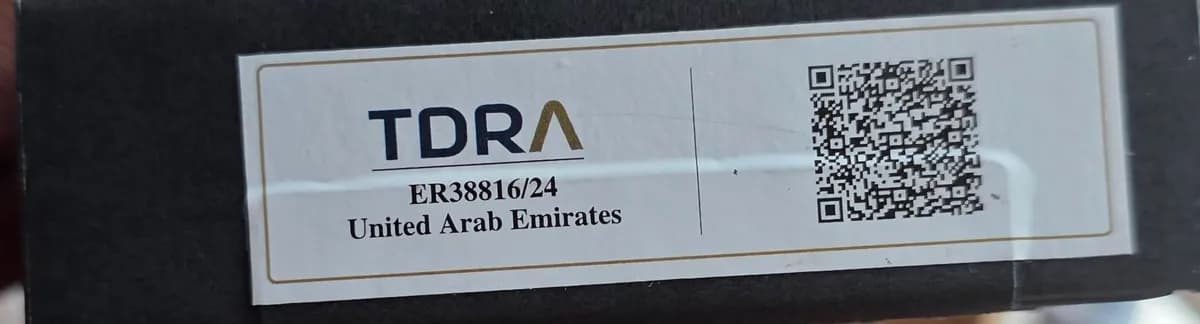 TDRA
ER38816/24
United Arab Emirates